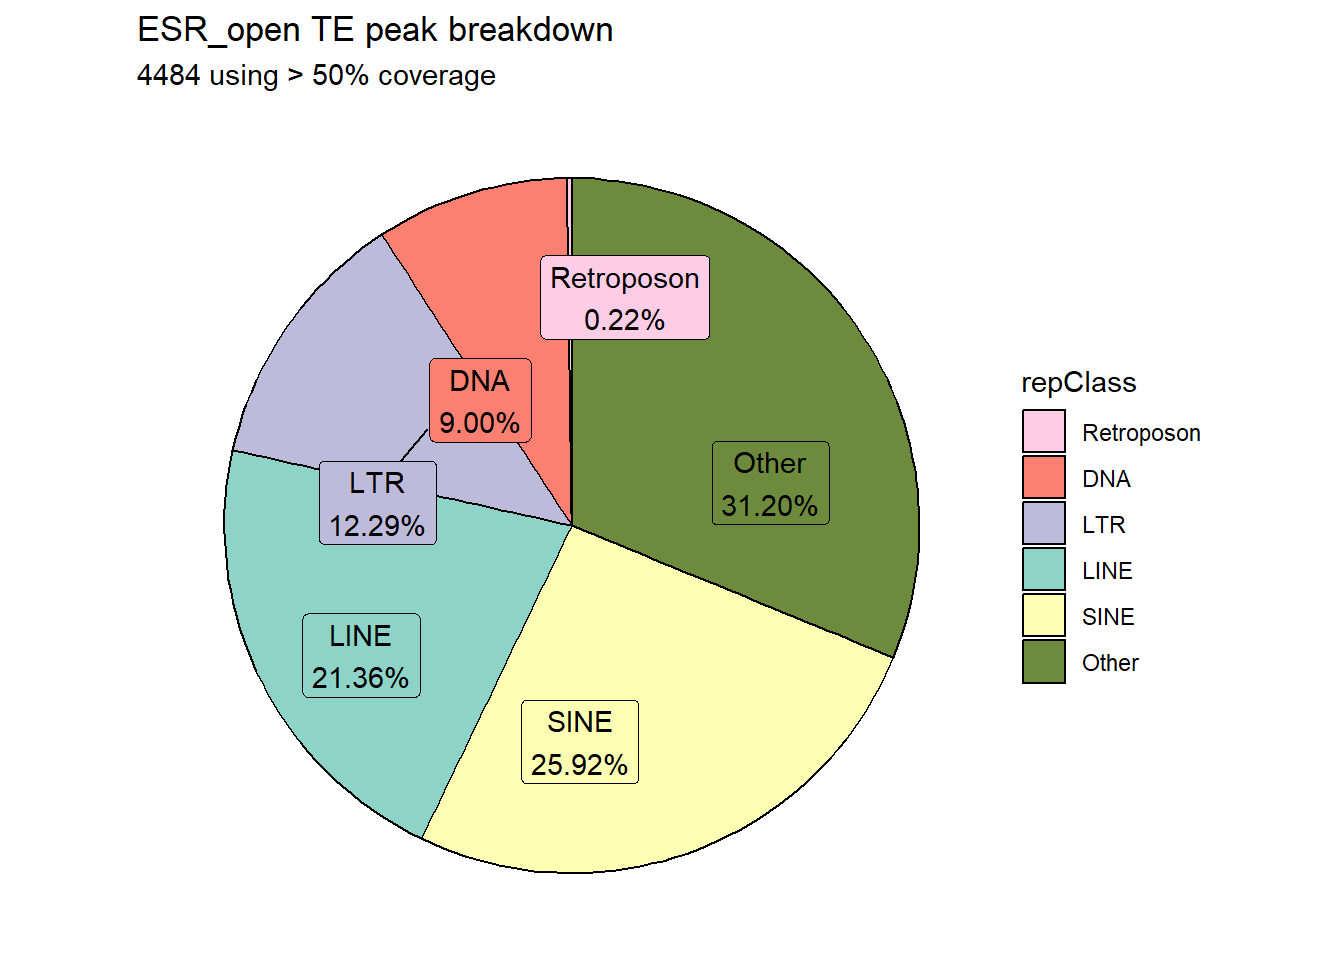 ESR_open TE peak breakdown
4484 using > 50% coverage
Retroposon
0.22%
DNA
9.00%
LTR
12.29%
Other
31.20%
LINE
21.36%
SINE
25.92%
repClass
Retroposon
DNA
LTR
LINE
SINE
Other